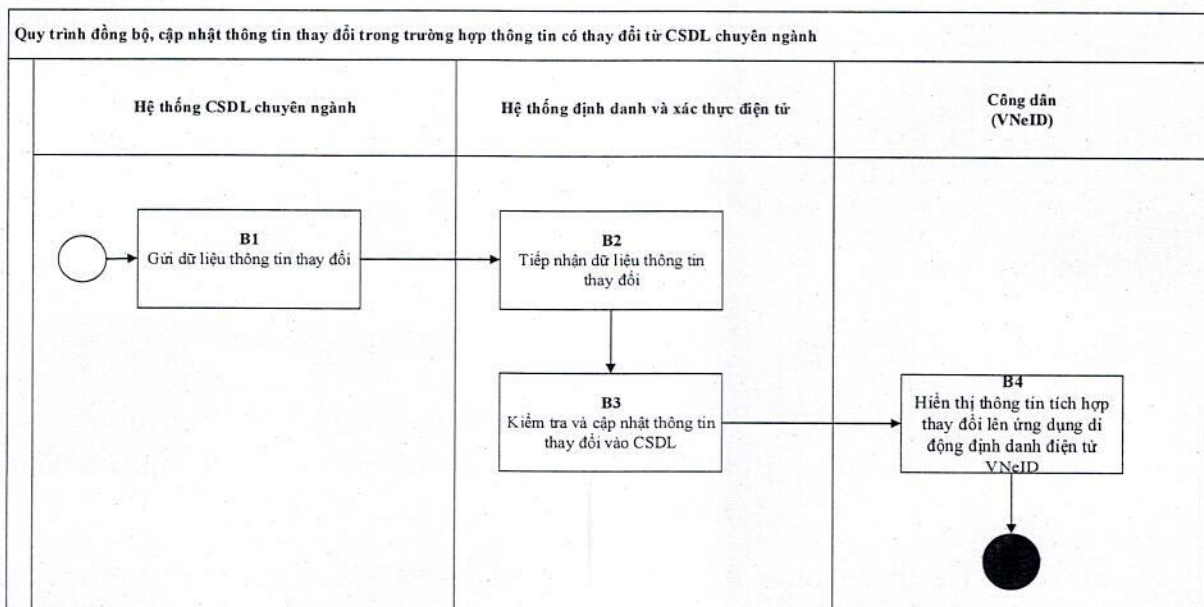 Quy trình đồng bộ, cập nhật thông tin thay đổi trong trường hợp thông tin có thay đổi từ CSDL chuyên ngành
Hệ thống CSDL chuyên ngành
Hệ thống định danh và xác thực điện tử
Công dân
(VNeID)
B1
Gửi dữ liệu thông tin thay đổi
B2
Tiếp nhận dữ liệu thông tin
thay đổi
B3
Kiểm tra và cập nhật thông tin
thay đổi vào CSDL
B4
Hiển thị thông tin tích hợp
thay đổi lên ứng dụng di
động định danh điện tử
VNeID